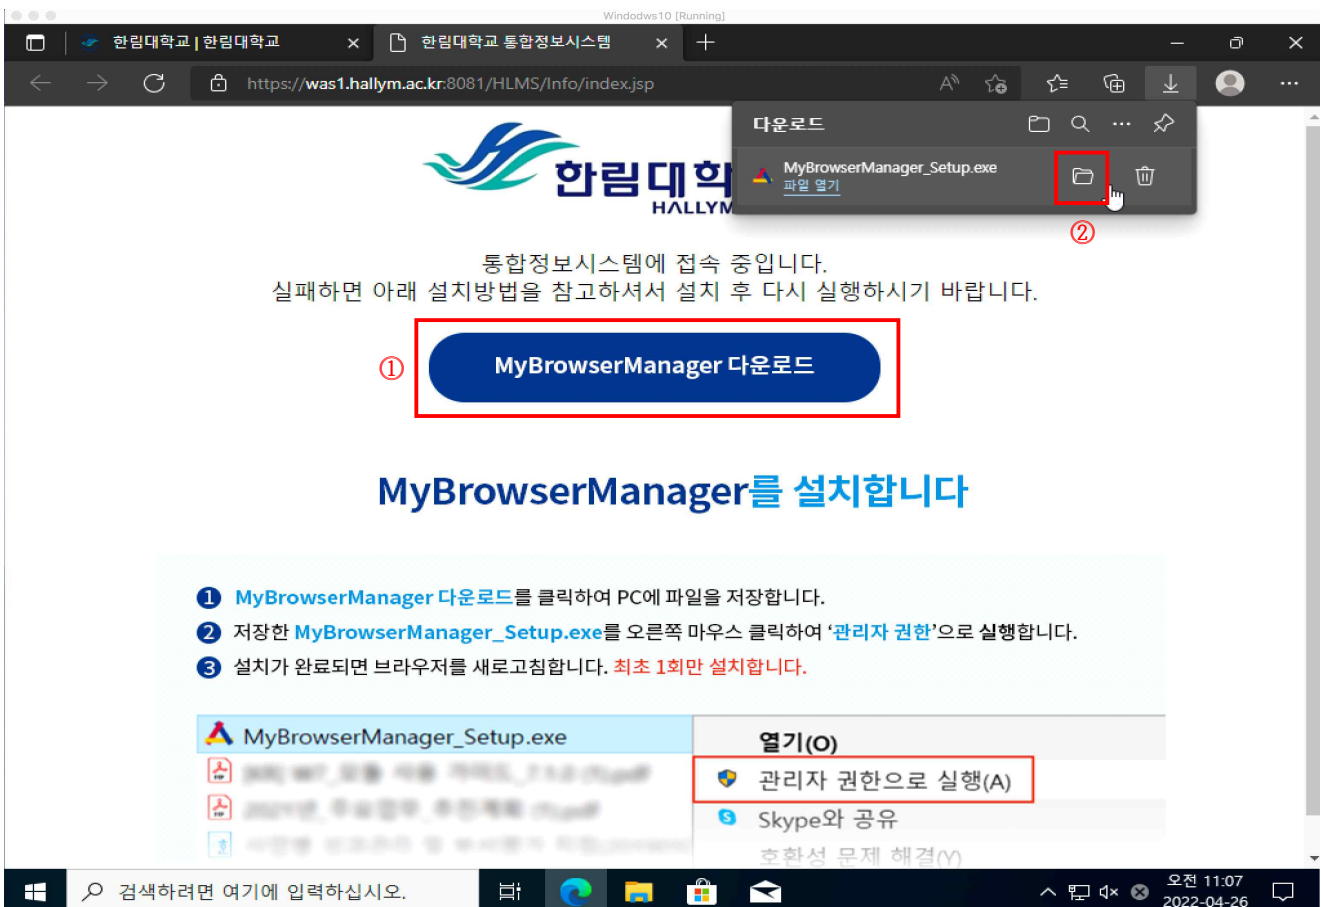 Windodws10 [Running]
한림대학교 | 한림대학교
한림대학교 통합정보시스템
https://was1.hallym.ac.kr:8081/HLMS/Info/index.jsp
다운로드
MyBrowserManager_Setup.exe
파일 열기
②
한림대학
HALLYM
통합정보시스템에 접속 중입니다.
실패하면 아래 설치방법을 참고하셔서 설치 후 다시 실행하시기 바랍니다.
①
MyBrowserManager 다운로드
MyBrowserManager를 설치합니다
1 MyBrowserManager 다운로드를 클릭하여 PC에 파일을 저장합니다.
2 저장한 MyBrowserManager_Setup.exe를 오른쪽 마우스 클릭하여 ‘관리자 권한’으로 실행합니다.
3 설치가 완료되면 브라우저를 새로고침합니다. 최초 1회만 설치합니다.
MyBrowserManager_Setup.exe
열기(O)
관리자 권한으로 실행(A)
Skype와 공유
호환성 문제 해결(Y)
검색하려면 여기에 입력하십시오.
오전 11:07
2022-04-26